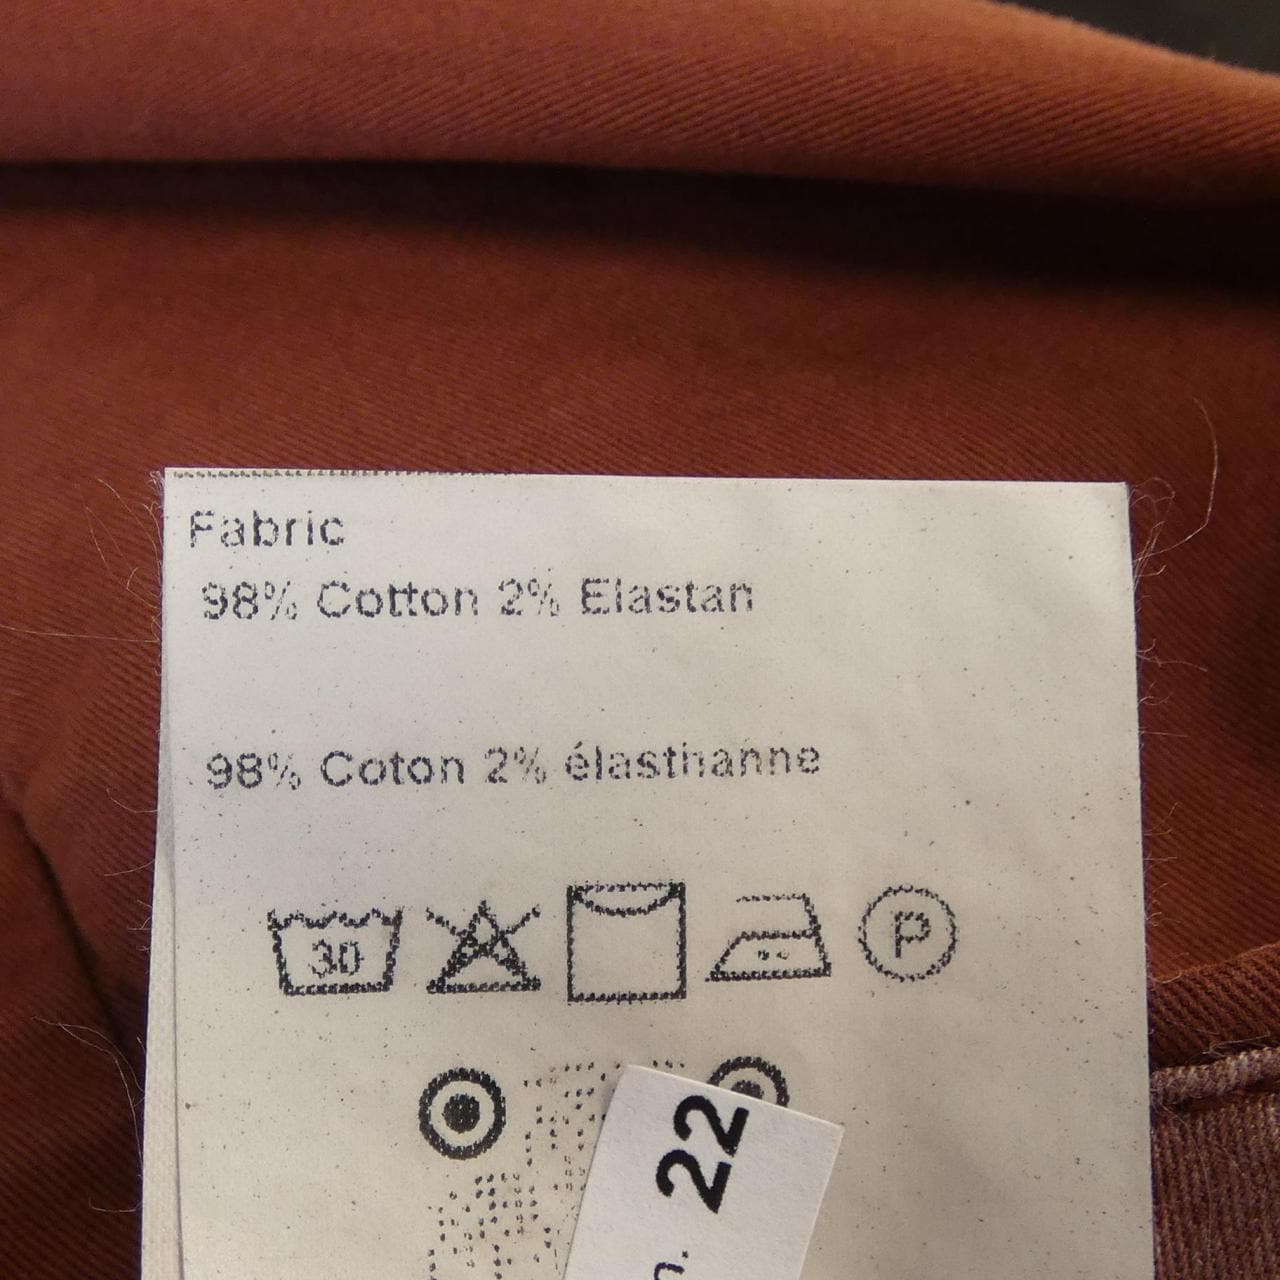 Fabric
98% Cotton 2% Elastan
98% Coton 2% élasthanne
30
P
22
n.